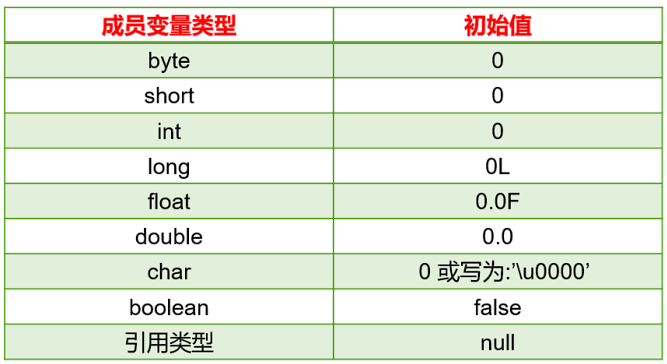 成员变量类型 初始值
byte 0
short 0
int 0
long 0L
float 0.0F
double 0.0
char 0 或写为:’\u0000’
boolean false
引用类型 null